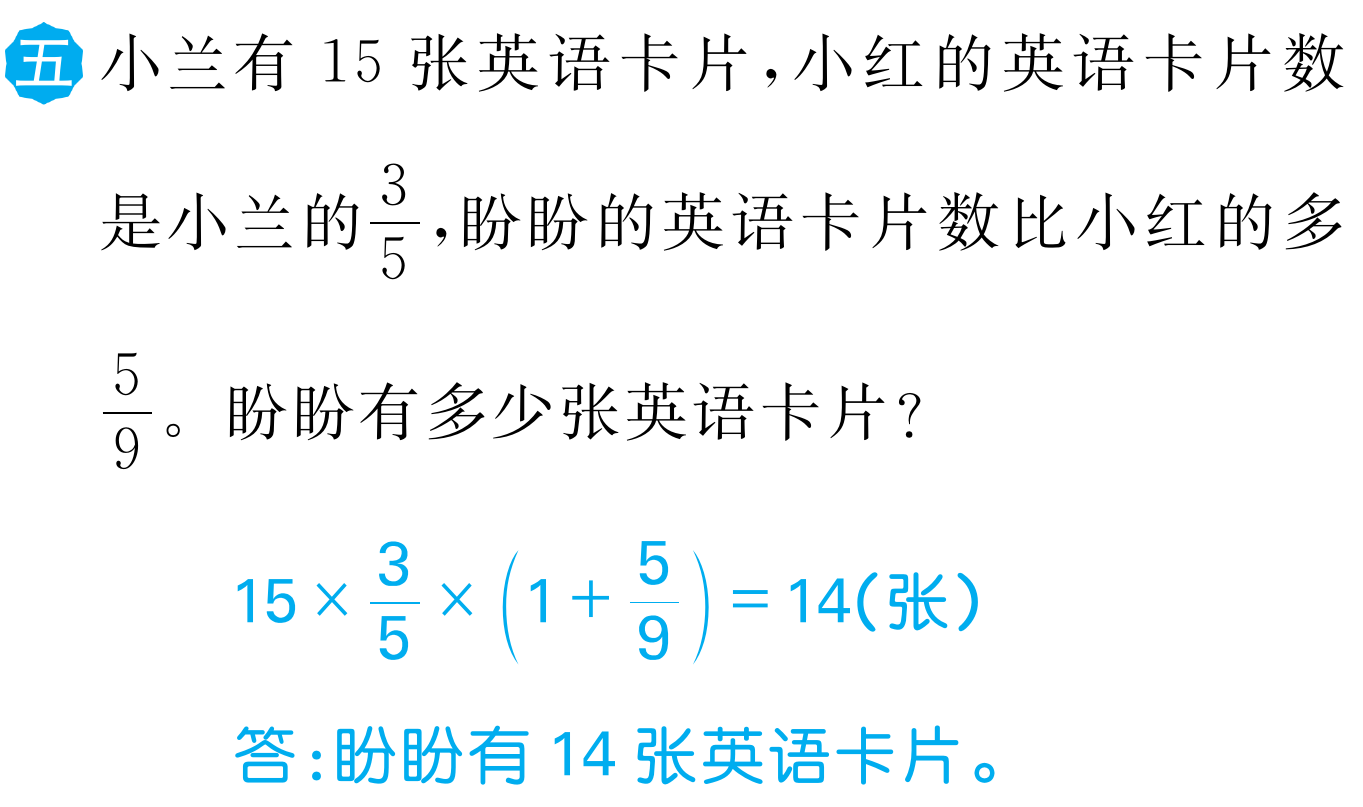 五 小兰有 15 张英语卡片,小红的英语卡片数
是小兰的3/5,盼盼的英语卡片数比小红的多
5/9。盼盼有多少张英语卡片?
15 × 3/5 × (1 + 5/9) = 14(张)
答:盼盼有 14 张英语卡片。